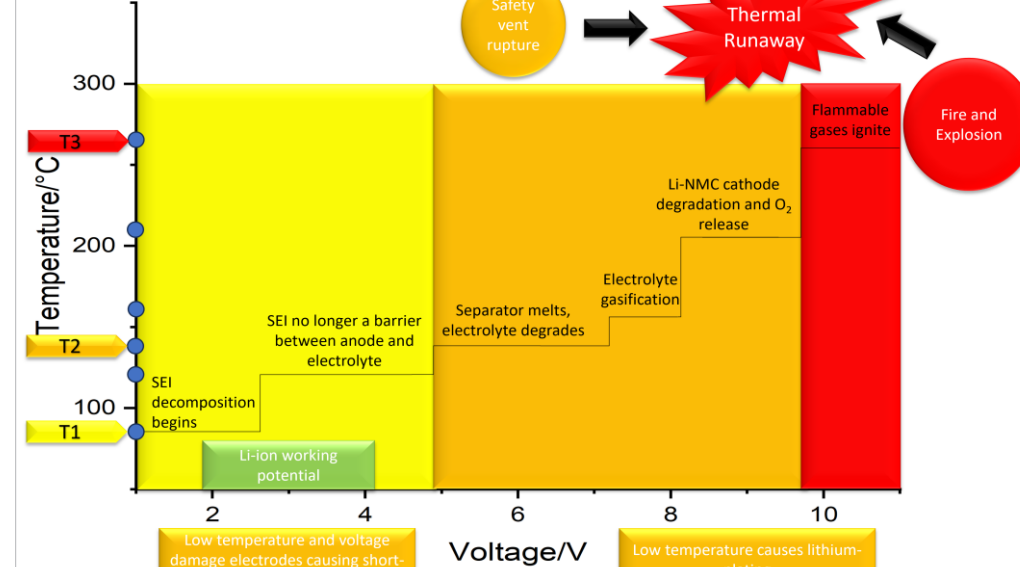 Safety
vent
rupture
Thermal
Runaway
300
Flammable
gases ignite
Fire and
Explosion
T3
Temperature/°C
Li-NMC cathode
degradation and O₂
release
200
Electrolyte
gasification
Separator melts,
electrolyte degrades
SEI no longer a barrier
between anode and
electrolyte
T2
SEI
decomposition
begins
100
T1
Li-ion working
potential
2 4 6 8 10
Voltage/V
Low temperature and voltage
damage electrodes causing short-
Low temperature causes lithium-